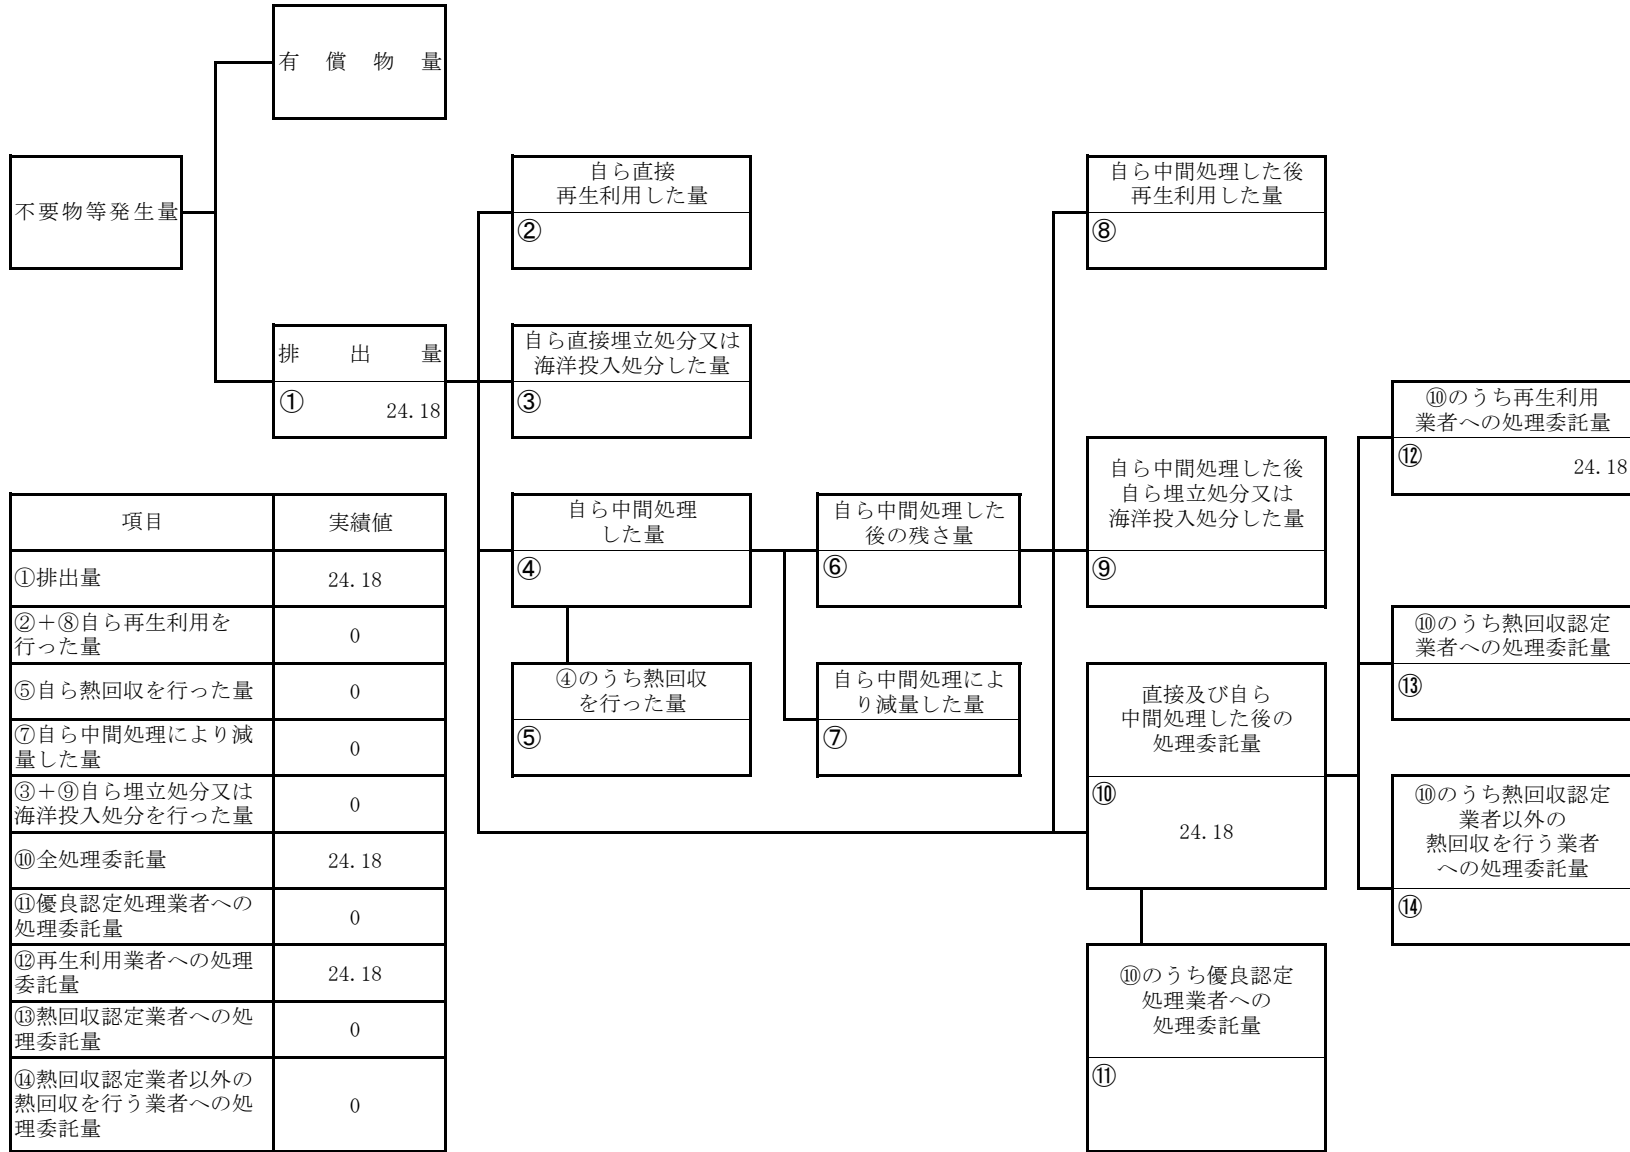 有償物量
不要物等発生量
排出量
①
24.18
自ら直接
再生利用した量
②
自ら直接埋立処分又は
海洋投入処分した量
③
自ら中間処理
した量
④
④のうち熱回収
を行った量
⑤
自ら中間処理した
後の残さ量
⑥
自ら中間処理によ
り減量した量
⑦
自ら中間処理した後
再生利用した量
⑧
自ら中間処理した後
自ら埋立処分又は
海洋投入処分した量
⑨
直接及び自ら
中間処理した後の
処理委託量
⑩
24.18
⑩のうち優良認定
処理業者への
処理委託量
⑪
⑩のうち再生利用
業者への処理委託量
⑫
24.18
⑩のうち熱回収認定
業者への処理委託量
⑬
⑩のうち熱回収認定
業者以外の
熱回収を行う業者
への処理委託量
⑭
項目 実績値
①排出量 24.18
②＋⑧自ら再生利用を
行った量 0
⑤自ら熱回収を行った量 0
⑦自ら中間処理により減
量した量 0
③＋⑨自ら埋立処分又は
海洋投入処分を行った量 0
⑩全処理委託量 24.18
⑪優良認定処理業者への
処理委託量 0
⑫再生利用業者への処理
委託量 24.18
⑬熱回収認定業者への処
理委託量 0
⑭熱回収認定業者以外の
熱回収を行う業者への処
理委託量 0